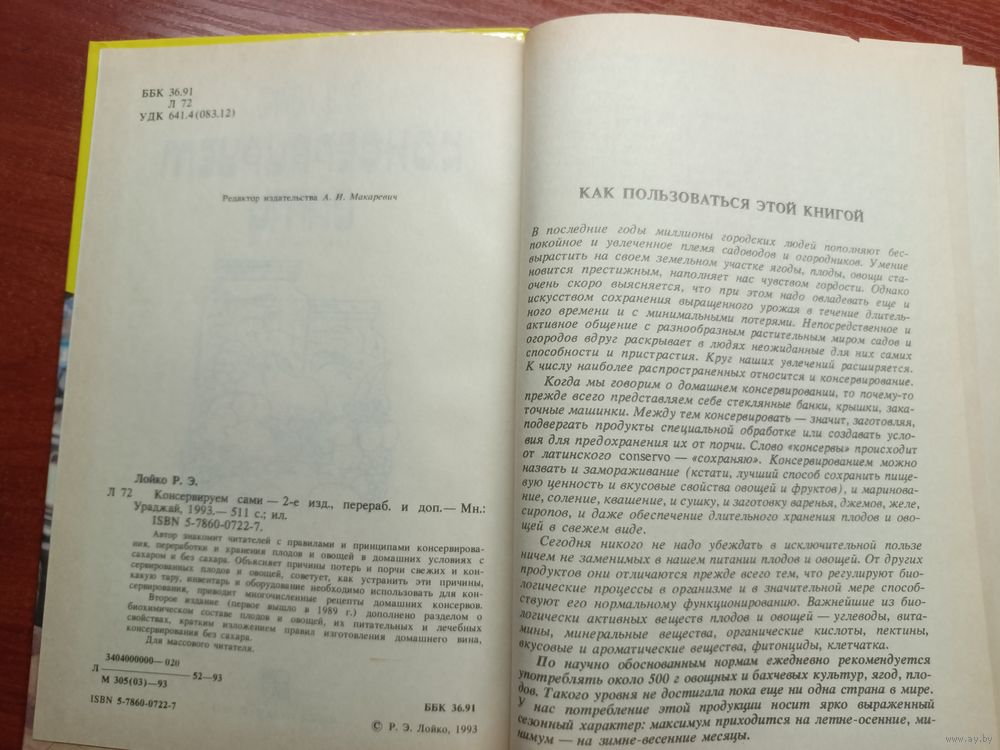 ББК 36.91
Л 72
УДК 641.4(083.12)
Редактор издательства А. И. Макаревич
Лойко Р. Э.
Л 72 Консервируем сами — 2-е изд., перераб. и доп.— Мн.:
Ураджай, 1993.— 511 с.; ил.
ISBN 5-7860-0722-7.
Автор знакомит читателей с правилами и принципами консервирова-
ния, переработки и хранения плодов и овощей в домашних условиях с
сахаром и без сахара. Объясняет причины потерь и порчи свежих и кон-
сервированных плодов и овощей, советует, как устранить эти причины,
какую тару, инвентарь и оборудование необходимо использовать для кон-
сервирования, приводит многочисленные рецепты домашних консервов.
Второе издание (первое вышло в 1989 г.) дополнено разделом о
биохимическом составе плодов и овощей, их питательных и лечебных
свойствах, кратким изложением правил изготовления домашнего вина,
консервирования без сахара.
Для массового читателя.
3404000000—020
Л ——— 52—93
М 305(03)—93
ISBN 5-7860-0722-7
ББК 36.91
© Р. Э. Лойко, 1993
КАК ПОЛЬЗОВАТЬСЯ ЭТОЙ КНИГОЙ
В последние годы миллионы городских людей пополняют бес-
покойное и увлеченное племя садоводов и огородников. Умение
вырастить на своем земельном участке ягоды, плоды, овощи ста-
новится престижным, наполняет нас чувством гордости. Однако
очень скоро выясняется, что при этом надо овладевать еще и
искусством сохранения выращенного урожая в течение длитель-
ного времени и с минимальными потерями. Непосредственное и
активное общение с разнообразным растительным миром садов и
огородов вдруг раскрывает в людях неожиданные для них самих
способности и пристрастия. Круг наших увлечений расширяется.
К числу наиболее распространенных относится и консервирование.
Когда мы говорим о домашнем консервировании, то почему-то
прежде всего представляем себе стеклянные банки, крышки, зака-
точные машинки. Между тем консервировать — значит, заготовляя,
подвергать продукты специальной обработке или создавать усло-
вия для предохранения их от порчи. Слово «консервы» происходит
от латинского conservo — «сохраняю». Консервированием можно
назвать и замораживание (кстати, лучший способ сохранить пище-
вую ценность и вкусовые свойства овощей и фруктов), и маринова-
ние, соление, квашение, и сушку, и заготовку варенья, джемов, желе,
сиропов, и даже обеспечение длительного хранения плодов и ово-
щей в свежем виде.
Сегодня никого не надо убеждать в исключительной пользе
ничем не заменимых в нашем питании плодов и овощей. От других
продуктов они отличаются прежде всего тем, что регулируют био-
логические процессы в организме и в значительной мере способ-
ствуют его нормальному функционированию. Важнейшие из био-
логически активных веществ плодов и овощей — углеводы, вита-
мины, минеральные вещества, органические кислоты, пектины,
вкусовые и ароматические вещества, фитонциды, клетчатка.
По научно обоснованным нормам ежедневно рекомендуется
употреблять около 500 г овощных и бахчевых культур, ягод, пло-
дов. Такого уровня не достигала пока еще ни одна страна в мире.
У нас потребление этой продукции носит ярко выраженный
сезонный характер: максимум приходится на летне-осенние, ми-
нимум — на зимне-весенние месяцы.
www.ay.by